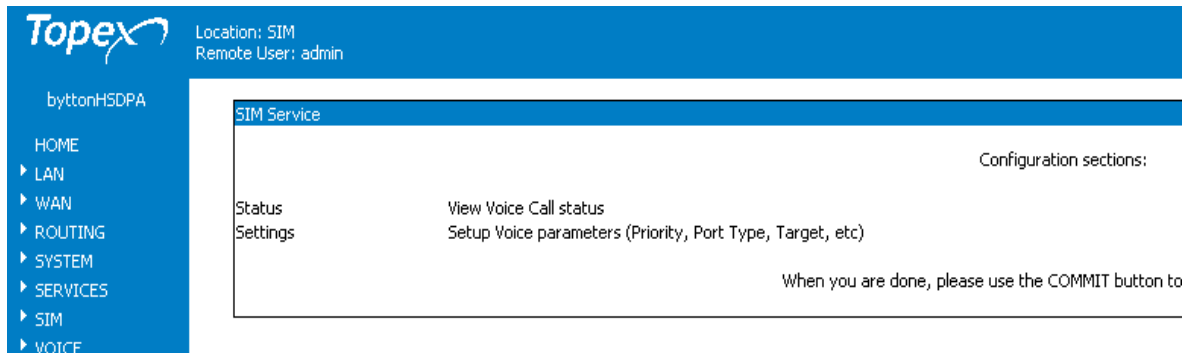 Topex
Location: SIM
Remote User: admin
byttonHSDPA
HOME
LAN
WAN
ROUTING
SYSTEM
SERVICES
SIM
VOICE
SIM Service
Configuration sections:
Status View Voice Call status
Settings Setup Voice parameters (Priority, Port Type, Target, etc)
When you are done, please use the COMMIT button to